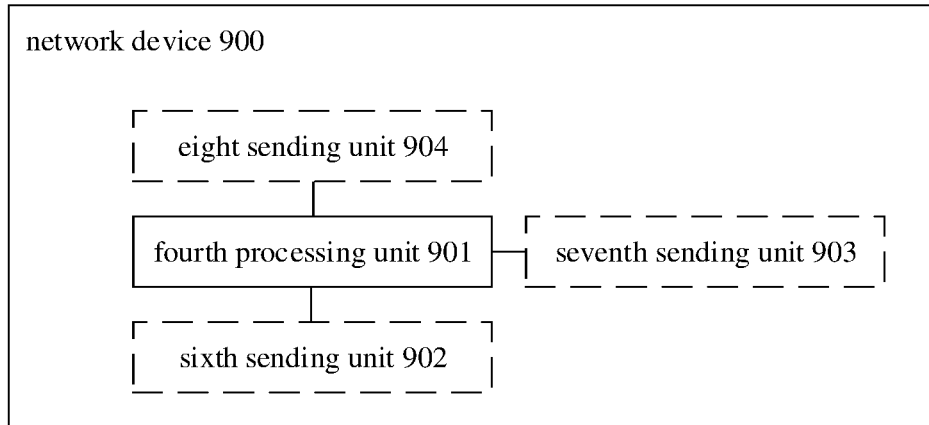 network device 900
eight sending unit 904
fourth processing unit 901
seventh sending unit 903
sixth sending unit 902